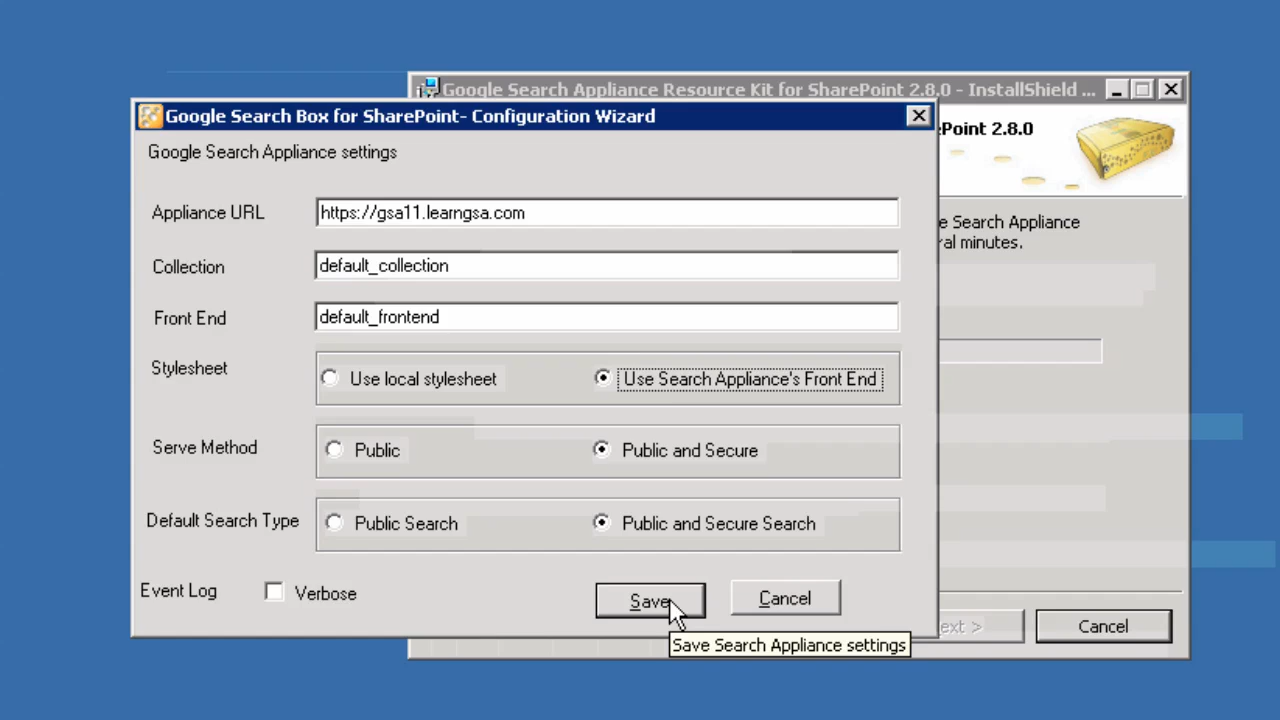 Google Search Appliance Resource Kit for SharePoint 2.8.0 - InstallShield ...
Google Search Box for SharePoint- Configuration Wizard
Point 2.8.0
Google Search Appliance settings
Appliance URL
https://gsa11.learngsa.com
e Search Appliance
al minutes.
Collection
default_collection
Front End
default_frontend
Stylesheet
Use local stylesheet
Use Search Appliance's Front End
Serve Method
Public
Public and Secure
Default Search Type
Public Search
Public and Secure Search
Event Log
Verbose
Save
Cancel
ext >
Cancel
Save Search Appliance settings